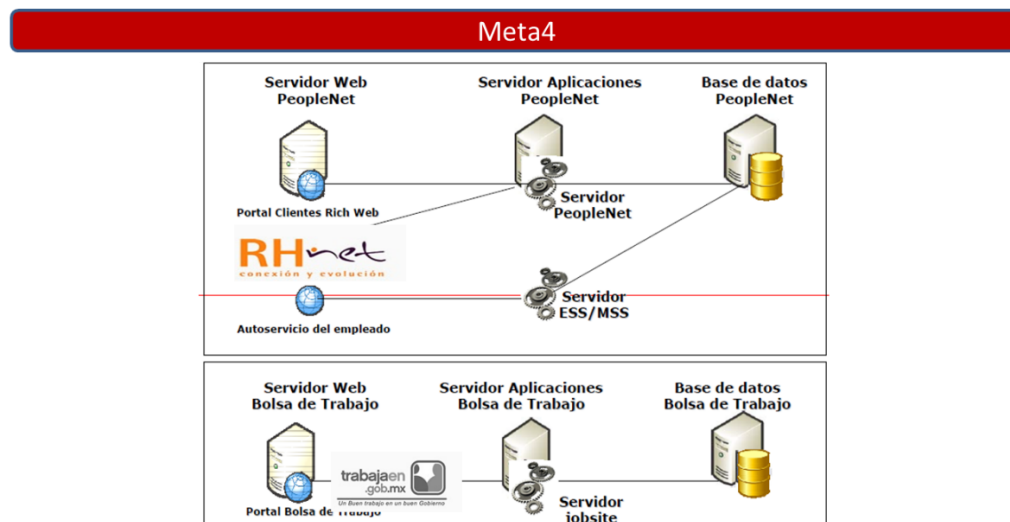 Meta4
Servidor Web
PeopleNet
Servidor Aplicaciones
PeopleNet
Base de datos
PeopleNet
Servidor
PeopleNet
Portal Clientes Rich Web
RHnet
conexión y evolución
Servidor
ESS/MSS
Autoservicio del empleado
Servidor Web
Bolsa de Trabajo
Servidor Aplicaciones
Bolsa de Trabajo
Base de datos
Bolsa de Trabajo
trabajaen
.gob.mx
Un Buen trabajo en un buen Gobierno
Portal Bolsa de Trabajo
Servidor
jobsite